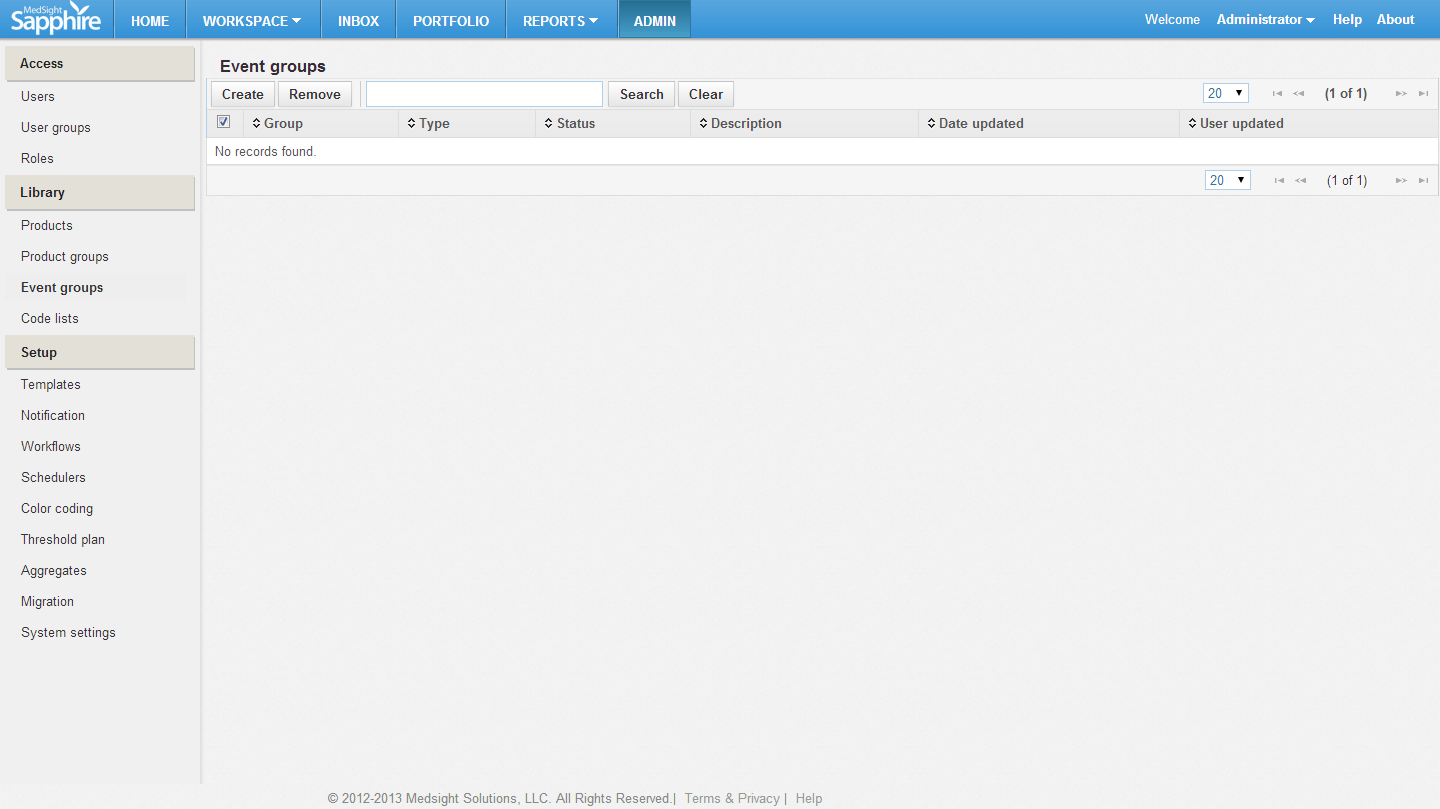 MedSight
Sapphire
HOME WORKSPACE INBOX PORTFOLIO REPORTS ADMIN Welcome Administrator Help About
Access
Users
User groups
Roles
Library
Products
Product groups
Event groups
Code lists
Setup
Templates
Notification
Workflows
Schedulers
Color coding
Threshold plan
Aggregates
Migration
System settings
Event groups
Create Remove Search Clear 20 (1 of 1)
Group Type Status Description Date updated User updated
No records found.
20 (1 of 1)
© 2012-2013 Medsight Solutions, LLC. All Rights Reserved.| Terms & Privacy | Help